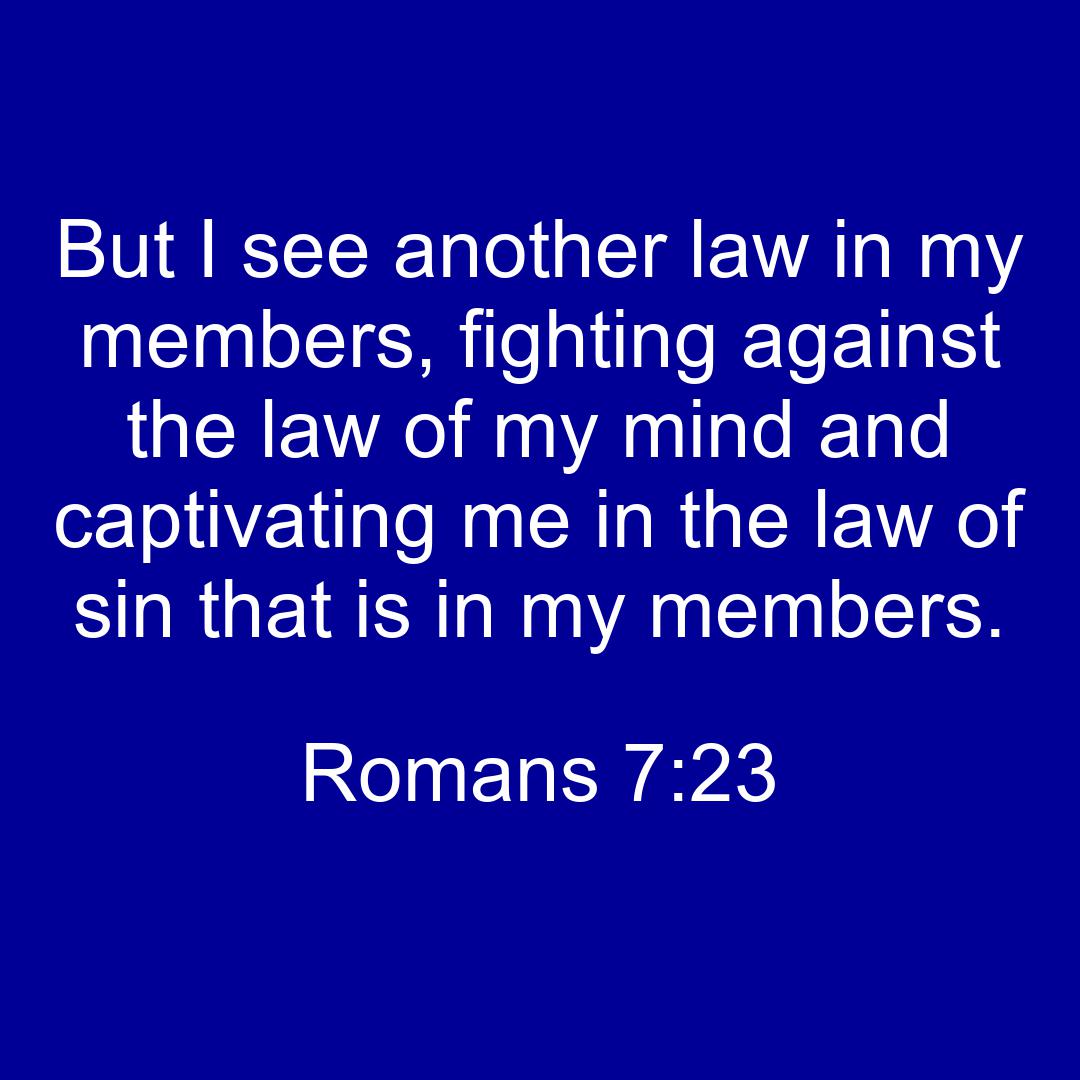 But I see another law in my
members, fighting against
the law of my mind and
captivating me in the law of
sin that is in my members.
Romans 7:23